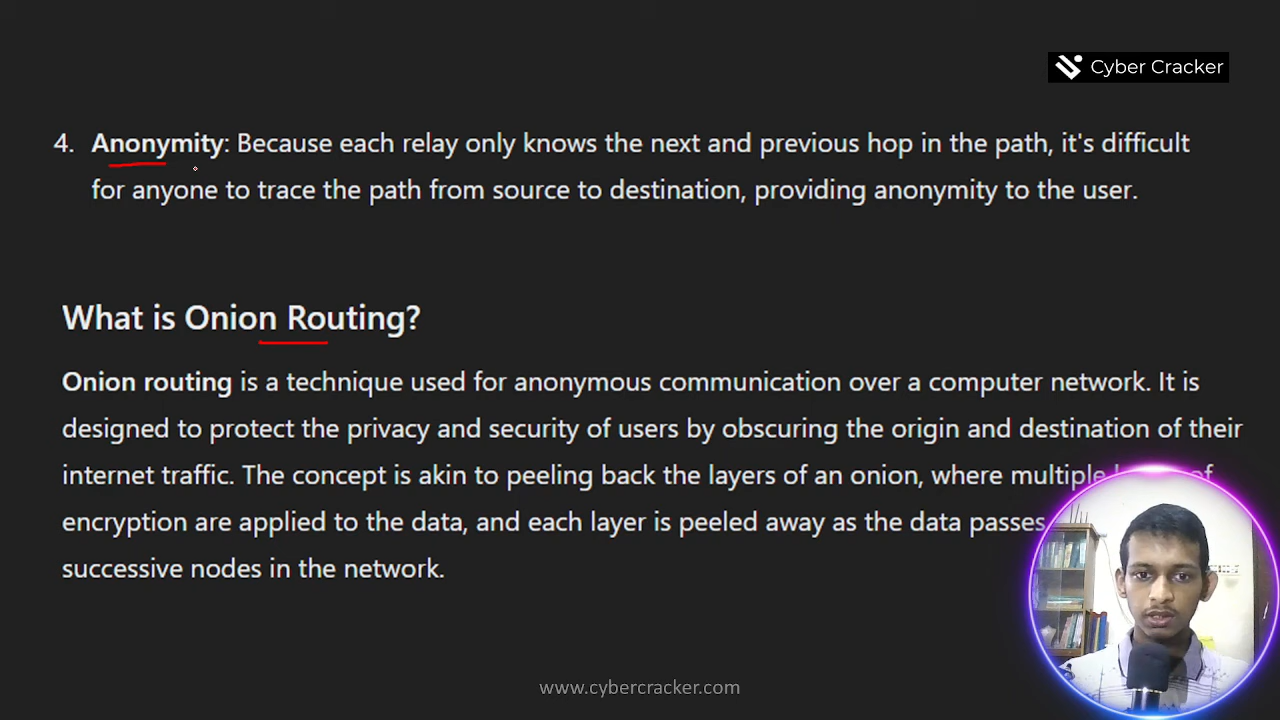 Cyber Cracker
4. Anonymity: Because each relay only knows the next and previous hop in the path, it's difficult
for anyone to trace the path from source to destination, providing anonymity to the user.
What is Onion Routing?
Onion routing is a technique used for anonymous communication over a computer network. It is
designed to protect the privacy and security of users by obscuring the origin and destination of their
internet traffic. The concept is akin to peeling back the layers of an onion, where multiple of
encryption are applied to the data, and each layer is peeled away as the data passes
successive nodes in the network.
www.cybercracker.com